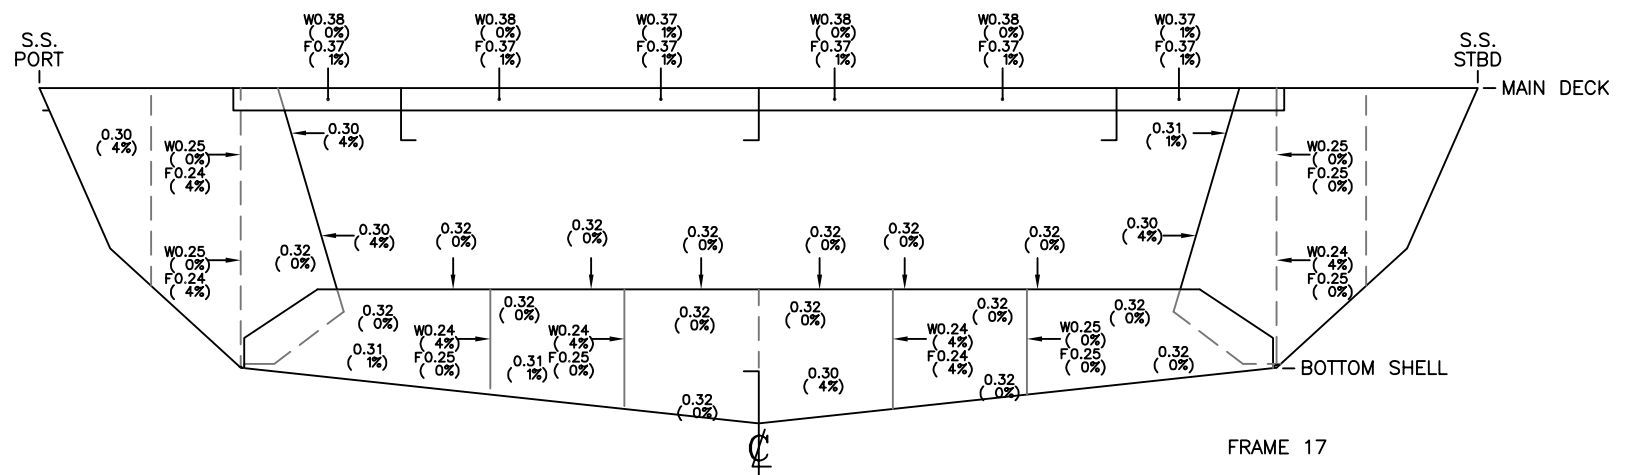 W0.38
( 0%)
F0.37
( 1%)
W0.38
( 0%)
F0.37
( 1%)
W0.37
( 1%)
F0.37
( 1%)
W0.38
( 0%)
F0.37
( 1%)
W0.38
( 0%)
F0.37
( 1%)
W0.37
( 1%)
F0.37
( 1%)
S.S.
PORT
S.S.
STBD
MAIN DECK
0.30
( 4%)
W0.25
( 0%)
F0.24
( 4%)
0.30
( 4%)
0.31
( 1%)
W0.25
( 0%)
F0.25
( 0%)
W0.25
( 0%)
F0.24
( 4%)
0.32
( 0%)
0.30
( 4%)
0.32
( 0%)
0.32
( 0%)
0.32
( 0%)
0.32
( 0%)
0.32
( 0%)
0.32
( 0%)
0.30
( 4%)
W0.24
( 4%)
F0.25
( 0%)
0.32
( 0%)
0.31
( 1%)
W0.24
( 4%)
F0.25
( 0%)
0.32
( 0%)
0.31
( 1%)
W0.24
( 4%)
F0.25
( 0%)
0.32
( 0%)
0.32
( 0%)
0.32
( 0%)
0.30
( 4%)
W0.24
( 4%)
F0.24
( 4%)
0.32
( 0%)
0.32
( 0%)
W0.25
( 0%)
F0.25
( 0%)
0.32
( 0%)
0.32
( 0%)
BOTTOM SHELL
FRAME 17